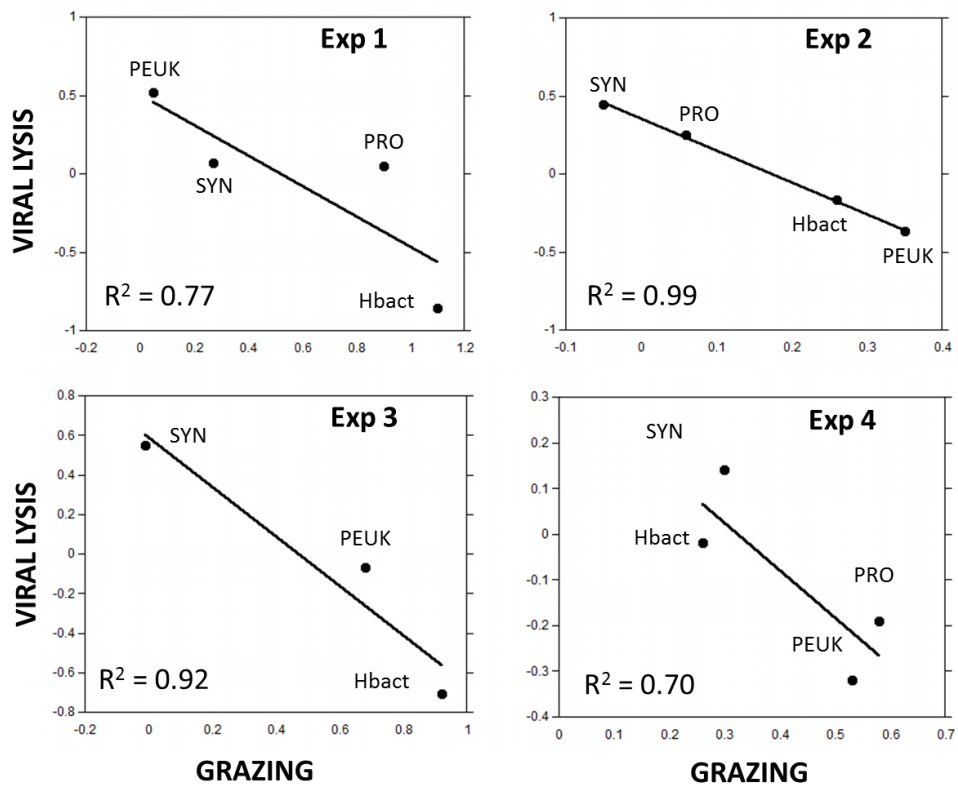 Exp 1
VIRAL LYSIS
1
0.5
0
-0.5
-1
PEUK
PRO
SYN
Hbact
R² = 0.77
-0.2
0
0.2
0.4
0.6
0.8
1
1.2
Exp 2
1
0.5
0
-0.5
-1
SYN
PRO
Hbact
PEUK
R² = 0.99
-0.1
0
0.1
0.2
0.3
0.4
Exp 3
VIRAL LYSIS
0.8
0.6
0.4
0.2
0
-0.2
-0.4
-0.6
-0.8
SYN
PEUK
Hbact
R² = 0.92
-0.2
0
0.2
0.4
0.6
0.8
1
GRAZING
Exp 4
0.3
0.2
0.1
0
-0.1
-0.2
-0.3
-0.4
SYN
Hbact
PRO
PEUK
R² = 0.70
0
0.1
0.2
0.3
0.4
0.5
0.6
0.7
GRAZING